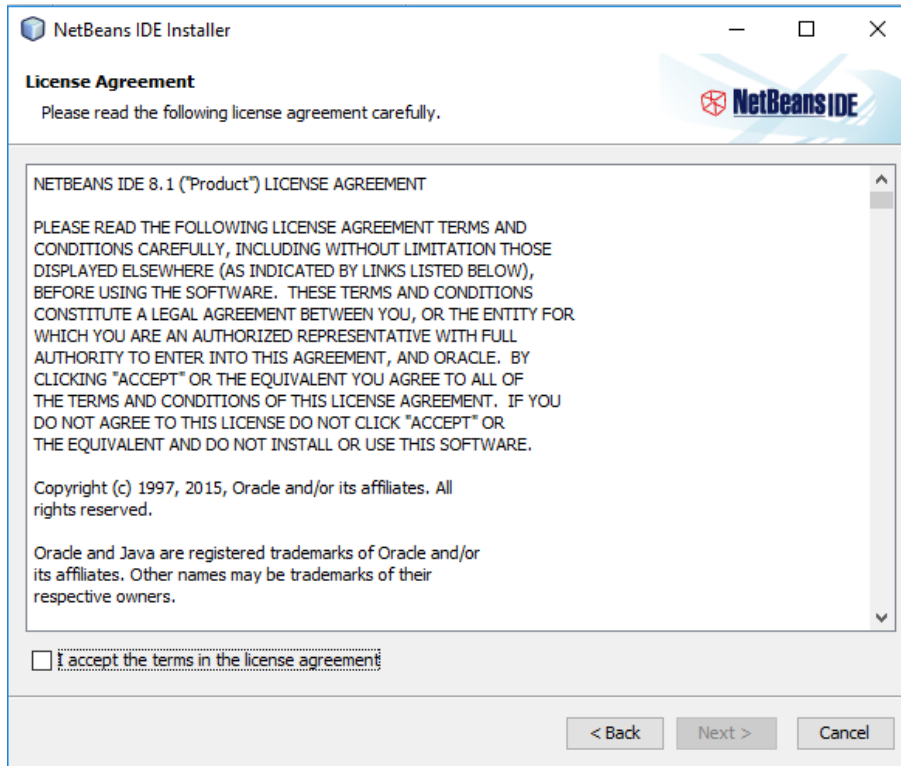 NetBeans IDE Installer
License Agreement
Please read the following license agreement carefully.
NetBeans IDE
NETBEANS IDE 8.1 ("Product") LICENSE AGREEMENT
PLEASE READ THE FOLLOWING LICENSE AGREEMENT TERMS AND
CONDITIONS CAREFULLY, INCLUDING WITHOUT LIMITATION THOSE
DISPLAYED ELSEWHERE (AS INDICATED BY LINKS LISTED BELOW),
BEFORE USING THE SOFTWARE.  THESE TERMS AND CONDITIONS
CONSTITUTE A LEGAL AGREEMENT BETWEEN YOU, OR THE ENTITY FOR
WHICH YOU ARE AN AUTHORIZED REPRESENTATIVE WITH FULL
AUTHORITY TO ENTER INTO THIS AGREEMENT, AND ORACLE.  BY
CLICKING "ACCEPT" OR THE EQUIVALENT YOU AGREE TO ALL OF
THE TERMS AND CONDITIONS OF THIS LICENSE AGREEMENT.  IF YOU
DO NOT AGREE TO THIS LICENSE DO NOT CLICK "ACCEPT" OR
THE EQUIVALENT AND DO NOT INSTALL OR USE THIS SOFTWARE.
Copyright (c) 1997, 2015, Oracle and/or its affiliates. All
rights reserved.
Oracle and Java are registered trademarks of Oracle and/or
its affiliates. Other names may be trademarks of their
respective owners.
I accept the terms in the license agreement
< Back Next > Cancel